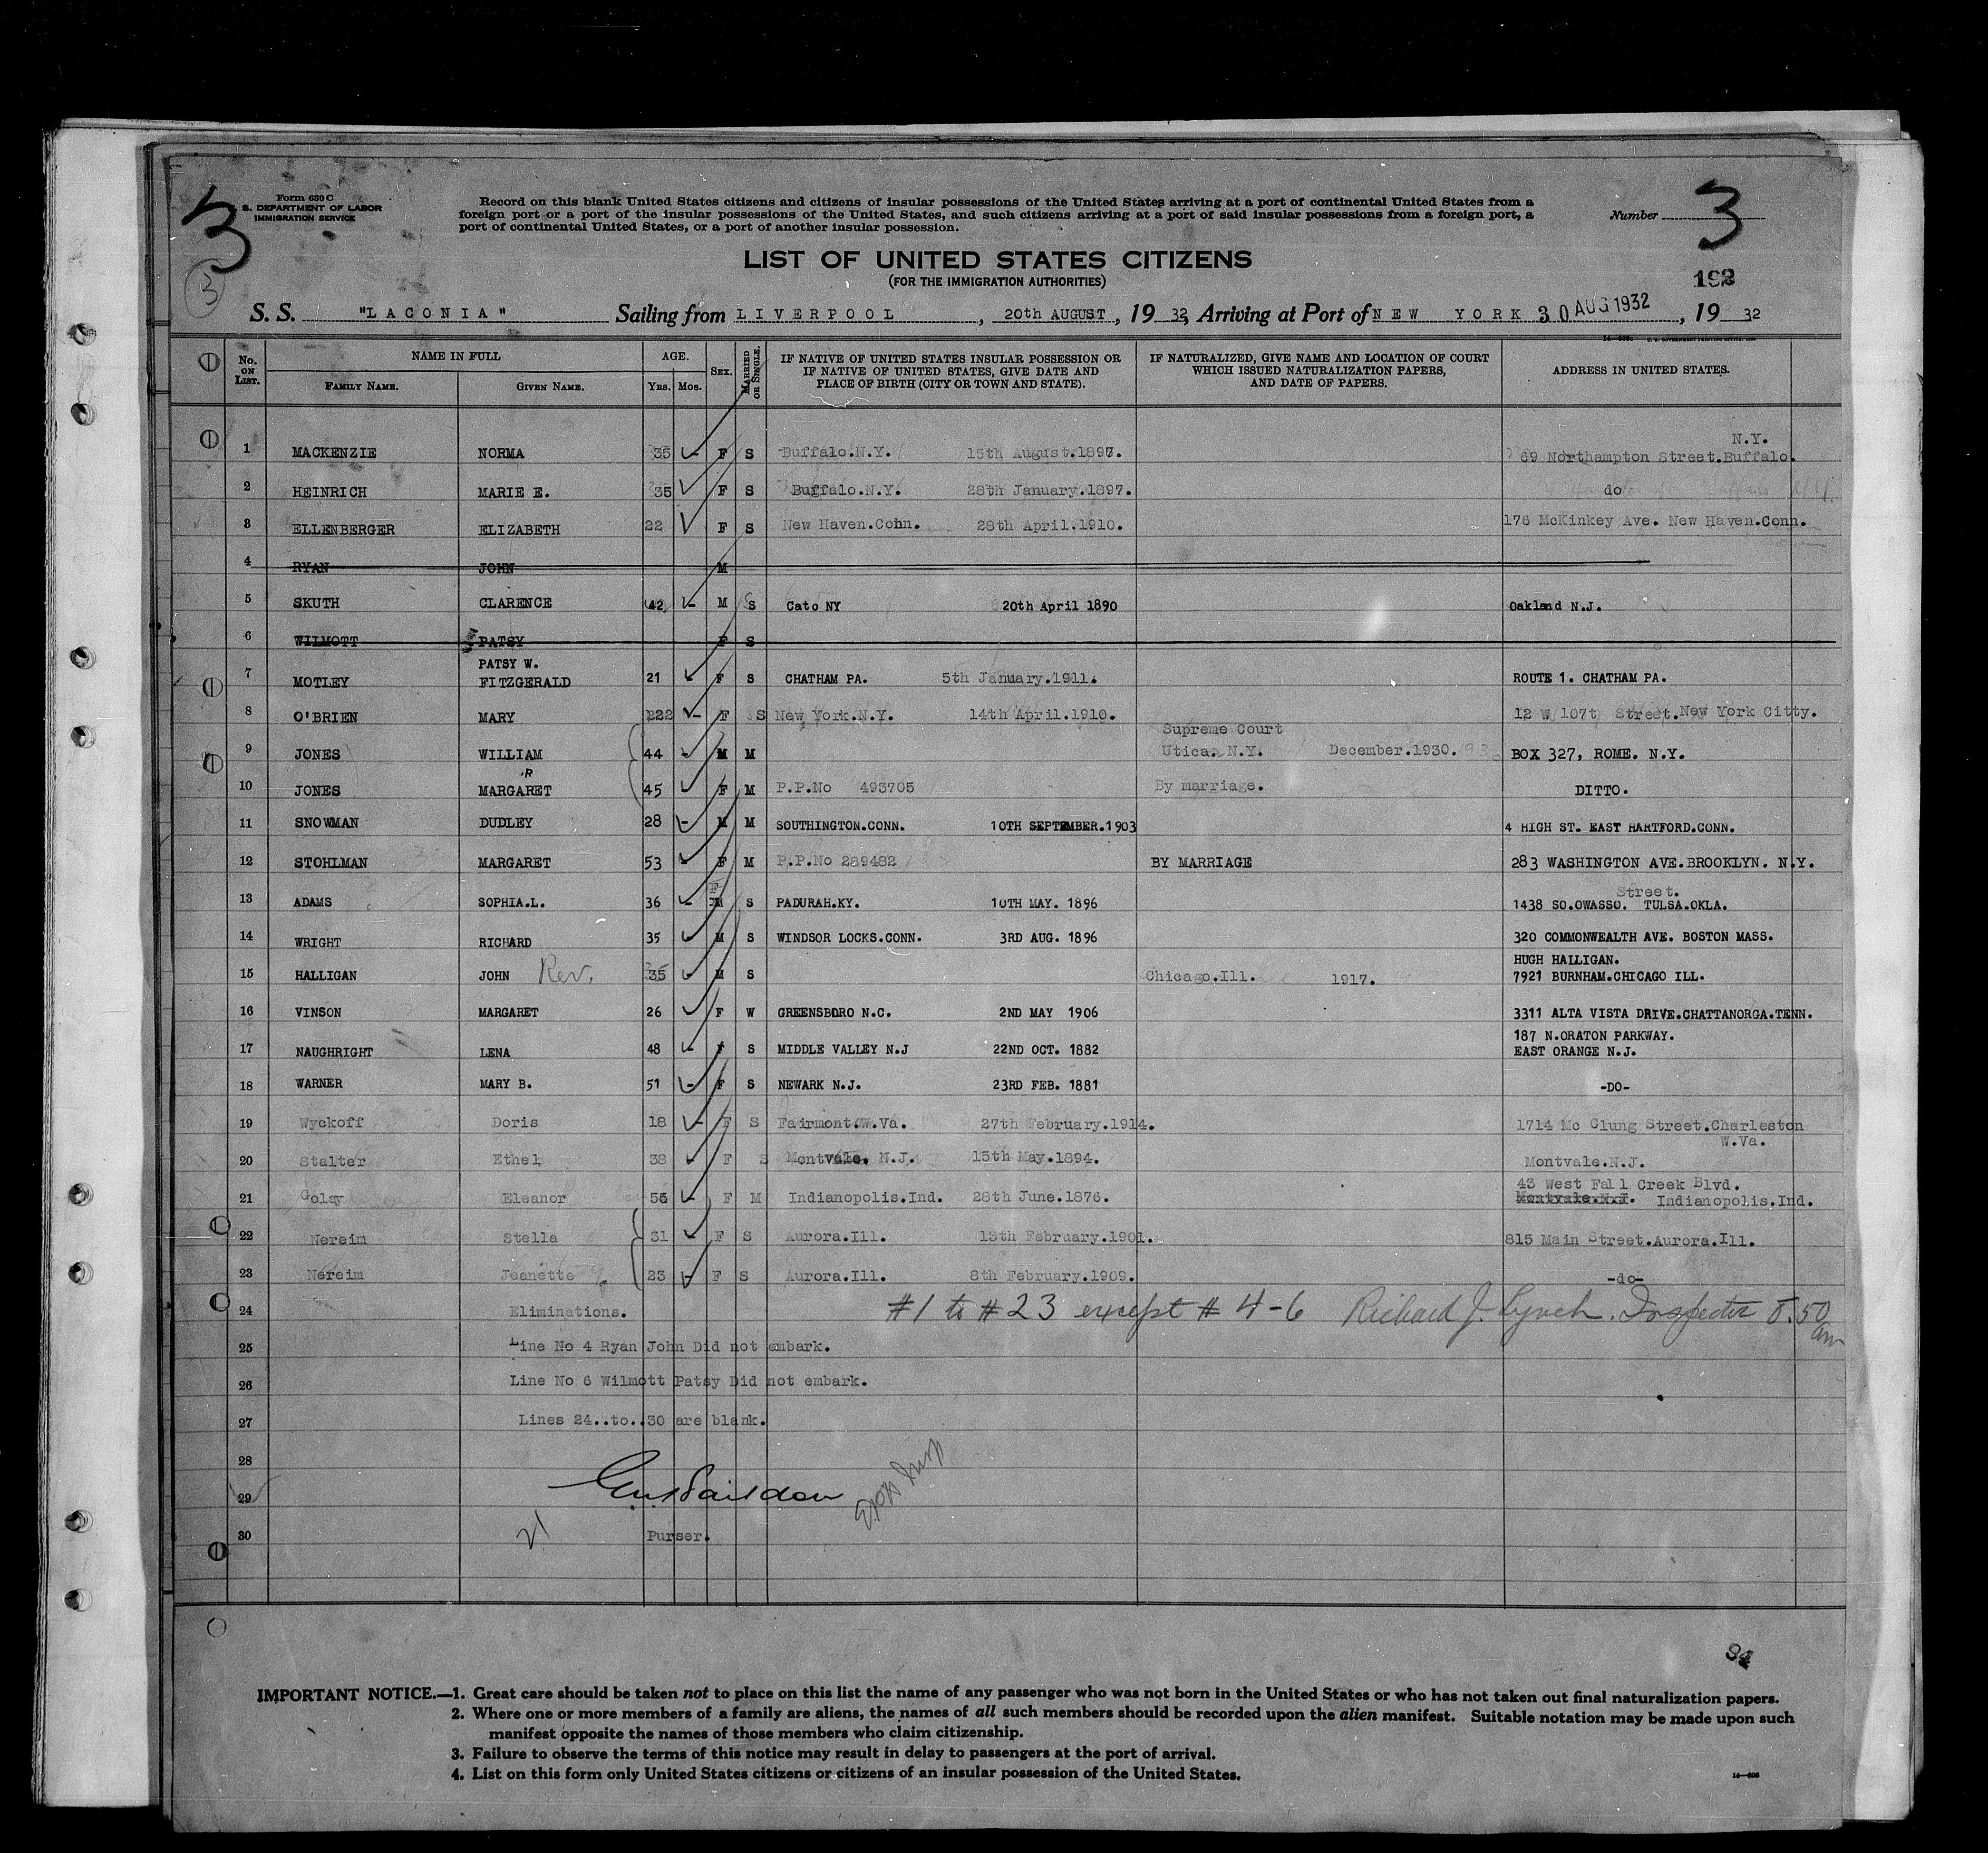 3
Form 630 C
S. DEPARTMENT OF LABOR
IMMIGRATION SERVICE
Record on this blank United States citizens and citizens of insular possessions of the United States arriving at a port of continental United States from a
foreign port or a port of the insular possessions of the United States, and such citizens arriving at a port of said insular possessions from a foreign port, a
port of continental United States, or a port of another insular possession.
Number 3
LIST OF UNITED STATES CITIZENS
(FOR THE IMMIGRATION AUTHORITIES)
3
S. S. "LACONIA" Sailing from LIVERPOOL, 20th AUGUST, 1932, Arriving at Port of NEW YORK 30 AUG 1932, 19 32
No. ON LIST. NAME IN FULL AGE. SEX. MARRIED OR SINGLE. IF NATIVE OF UNITED STATES INSULAR POSSESSION OR IF NATIVE OF UNITED STATES, GIVE DATE AND PLACE OF BIRTH (CITY OR TOWN AND STATE). IF NATURALIZED, GIVE NAME AND LOCATION OF COURT WHICH ISSUED NATURALIZATION PAPERS, AND DATE OF PAPERS. ADDRESS IN UNITED STATES.
FAMILY NAME. GIVEN NAME. YRS. MOS.
N.Y.
1 MACKENZIE NORMA 35 F S Buffalo.N.Y. 15th August.1897. 69 Northampton Street.Buffalo.
2 HEINRICH MARIE E. 35 F S Buffalo.N.Y. 28th January.1897. do
3 ELLENBERGER ELIZABETH 22 F S New Haven.Conn. 28th April.1910. 176 McKinkey Ave. New Haven.Conn.
4 RYAN JOHN M
5 SKUTH CLARENCE 42 M S Cato NY 20th April 1890 Oakland N.J.
6 WILMOTT PATSY F S
PATSY W.
7 MOTLEY FITZGERALD 21 F S CHATHAM PA. 5th January.1911. ROUTE 1. CHATHAM PA.
8 O'BRIEN MARY 222 F S New York.N.Y. 14th April.1910. 12 W 107t Street.New York Citty.
Supreme Court
9 JONES WILLIAM 44 M M Utica. N.Y. December.1930. BOX 327, ROME. N.Y.
R
10 JONES MARGARET 45 F M P.P.No 493705 By marriage. DITTO.
11 SNOWMAN DUDLEY 28 M M SOUTHINGTON.CONN. 10TH SEPTEMBER.1903 4 HIGH ST. EAST HARTFORD.CONN.
12 STOHLMAN MARGARET 53 F M P.P.No 289482 BY MARRIAGE 283 WASHINGTON AVE.BROOKLYN. N.Y.
F Street.
13 ADAMS SOPHIA.L. 36 M S PADURAH.KY. 10TH MAY. 1896 1438 SO.OWASSO. TULSA.OKLA.
14 WRIGHT RICHARD 35 M S WINDSOR LOCKS.CONN. 3RD AUG. 1896 320 COMMONWEALTH AVE. BOSTON MASS.
HUGH HALLIGAN.
15 HALLIGAN JOHN Rev. 35 M S Chicago.Ill. 1917. 7921 BURNHAM.CHICAGO ILL.
16 VINSON MARGARET 26 F W GREENSBORO N.C. 2ND MAY 1906 3311 ALTA VISTA DRIVE.CHATTANORGA.TENN.
187 N.ORATON PARKWAY.
17 NAUGHRIGHT LENA 48 F S MIDDLE VALLEY N.J 22ND OCT. 1882 EAST ORANGE N.J.
18 WARNER MARY B. 51 F S NEWARK N.J. 23RD FEB. 1881 -DO-
19 Wyckoff Doris 18 F S Fairmont.W.Va. 27th February.1914. 1714 Mc Clung Street.Charleston
W.Va.
20 Stalter Ethel 38 F S Montvale. N.J. 15th May.1894. Montvale.N.J.
43 West Fall Creek Blvd.
21 Golay Eleanor 56 F M Indianopolis.Ind. 28th June.1876. Montvale.N.J. Indianopolis.Ind.
22 Nereim Stella 31 F S Aurora.Ill. 13th February.1901. 815 Main Street.Aurora.Ill.
23 Nereim Jeanette 23 F S Aurora.Ill. 8th February.1909. -do-
24 Eliminations. #1 to #23 except #4-6 Richard J. Lynch. Inspector 8.50 am
25 Line No 4 Ryan John Did not embark.
26 Line No 6 Wilmott Patsy Did not embark.
27 Lines 24..to..30 are blank.
28
29
30 21 Purser.
84
IMPORTANT NOTICE.—1. Great care should be taken not to place on this list the name of any passenger who was not born in the United States or who has not taken out final naturalization papers.
2. Where one or more members of a family are aliens, the names of all such members should be recorded upon the alien manifest. Suitable notation may be made upon such
manifest opposite the names of those members who claim citizenship.
3. Failure to observe the terms of this notice may result in delay to passengers at the port of arrival.
4. List on this form only United States citizens or citizens of an insular possession of the United States.